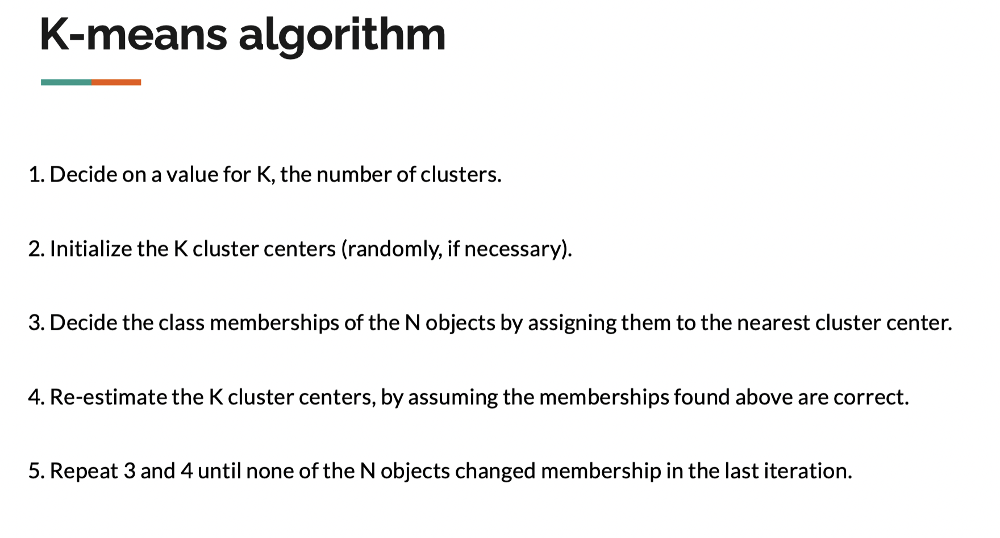 K-means algorithm
1. Decide on a value for K, the number of clusters.
2. Initialize the K cluster centers (randomly, if necessary).
3. Decide the class memberships of the N objects by assigning them to the nearest cluster center.
4. Re-estimate the K cluster centers, by assuming the memberships found above are correct.
5. Repeat 3 and 4 until none of the N objects changed membership in the last iteration.